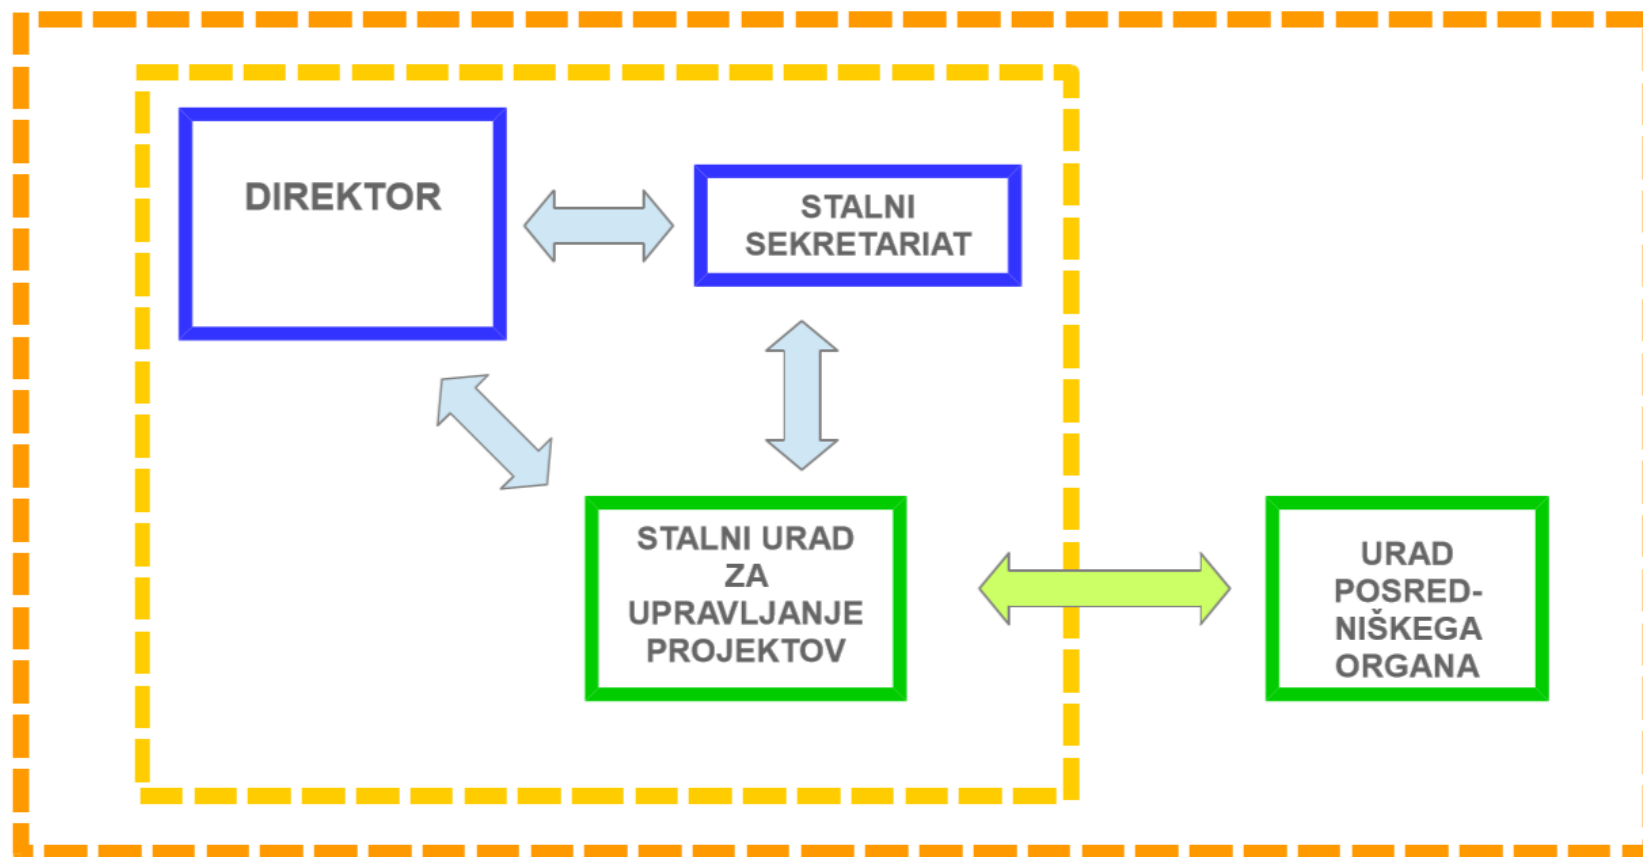 DIREKTOR
STALNI
SEKRETARIAT
STALNI URAD
ZA
UPRAVLJANJE
PROJEKTOV
URAD
POSRED-
NIŠKEGA
ORGANA